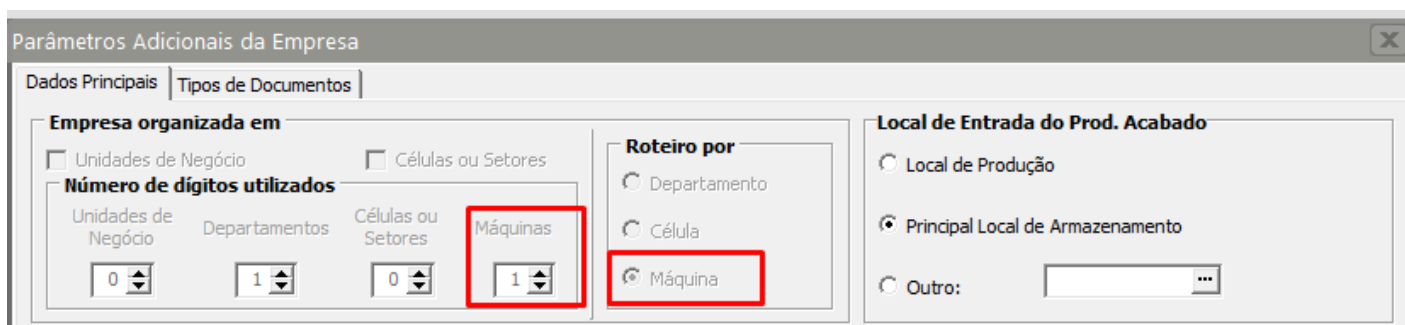 Parâmetros Adicionais da Empresa
Dados Principais
Tipos de Documentos
Empresa organizada em
Unidades de Negócio
Células ou Setores
Número de dígitos utilizados
Unidades de
Negócio
Departamentos
Células ou
Setores
Máquinas
0
1
0
1
Roteiro por
Departamento
Célula
Máquina
Local de Entrada do Prod. Acabado
Local de Produção
Principal Local de Armazenamento
Outro:
...